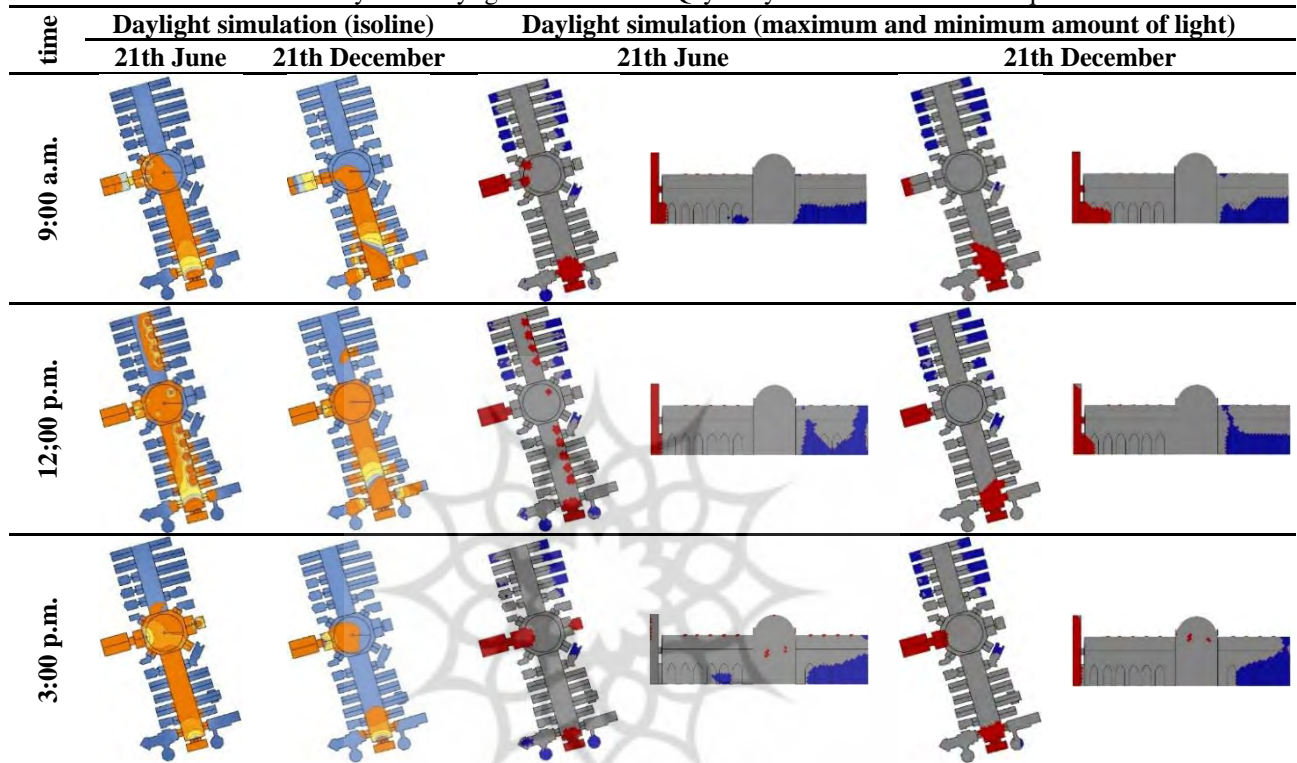 time
Daylight simulation (isoline)
Daylight simulation (maximum and minimum amount of light)
21th June
21th December
21th June
21th December
9:00 a.m.
12;00 p.m.
3:00 p.m.